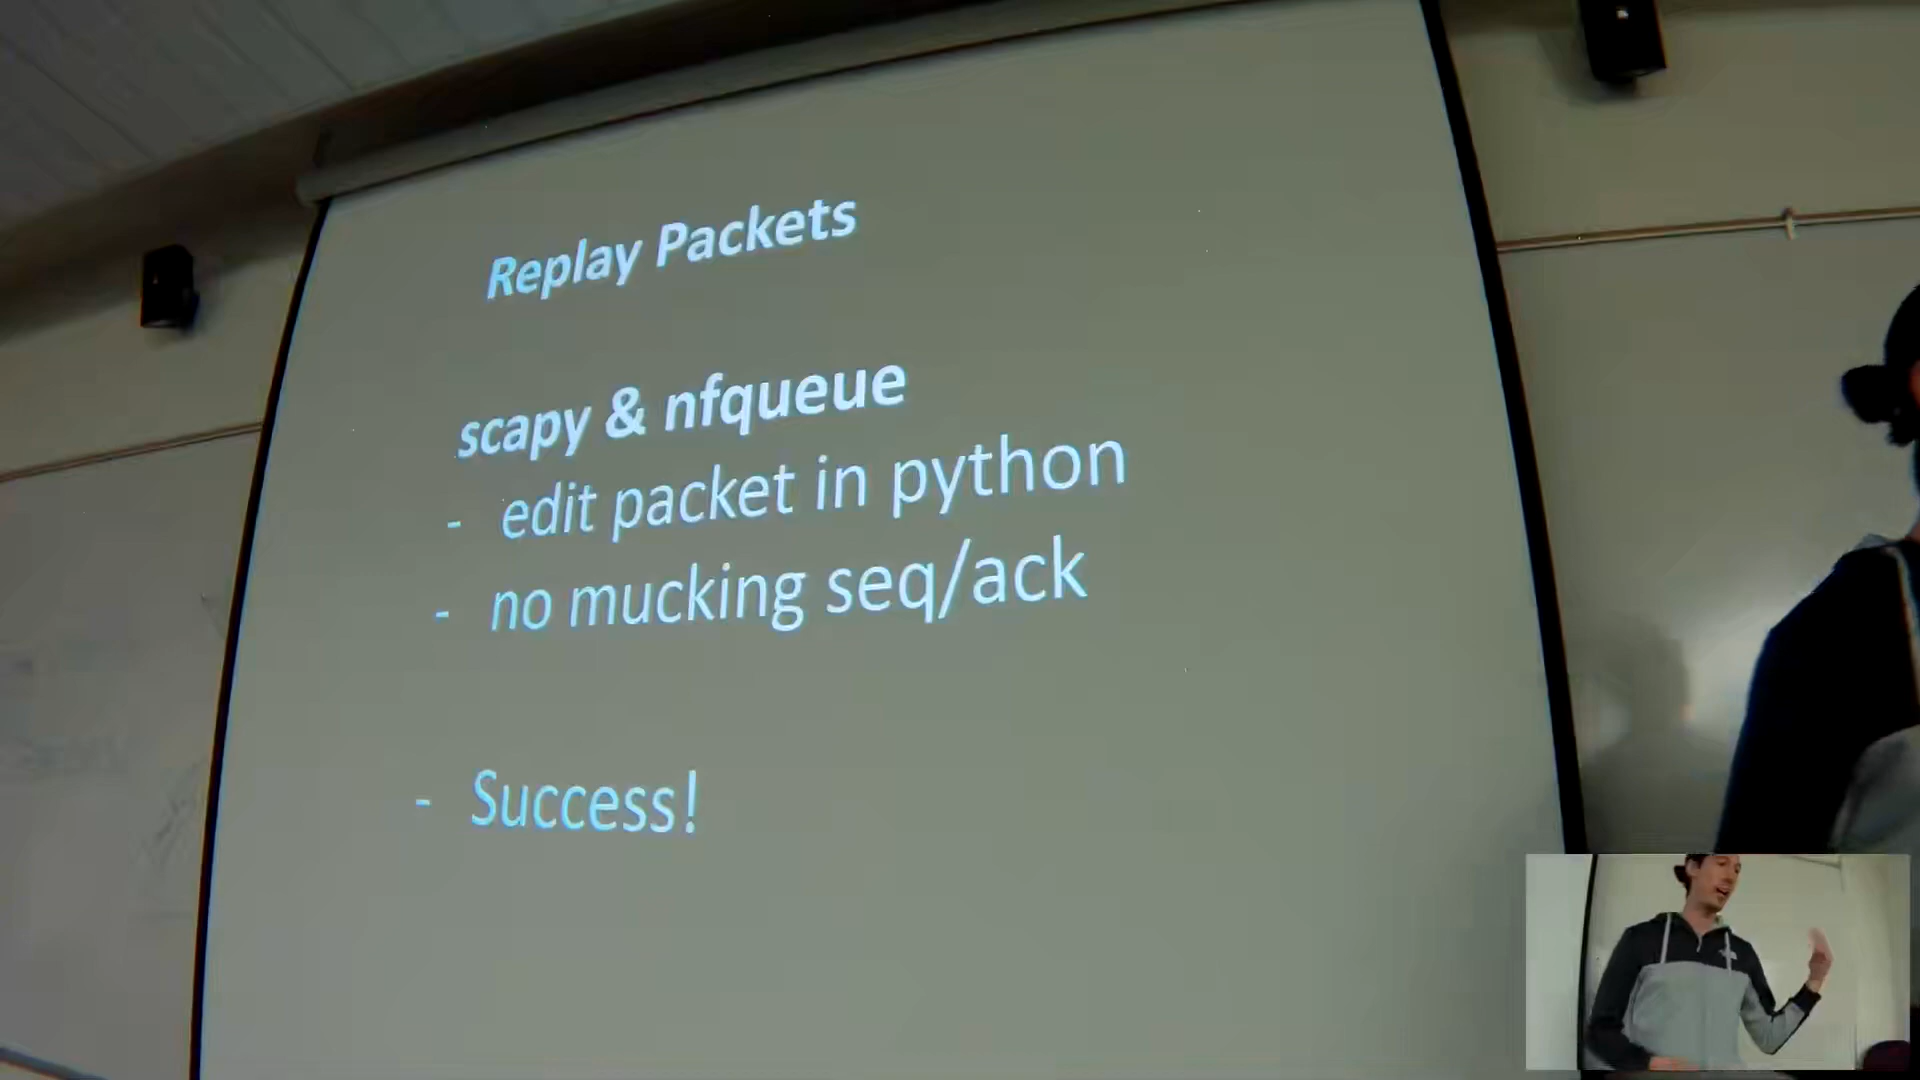 Replay Packets
scapy & nfqueue
- edit packet in python
- no mucking seq/ack
- Success!